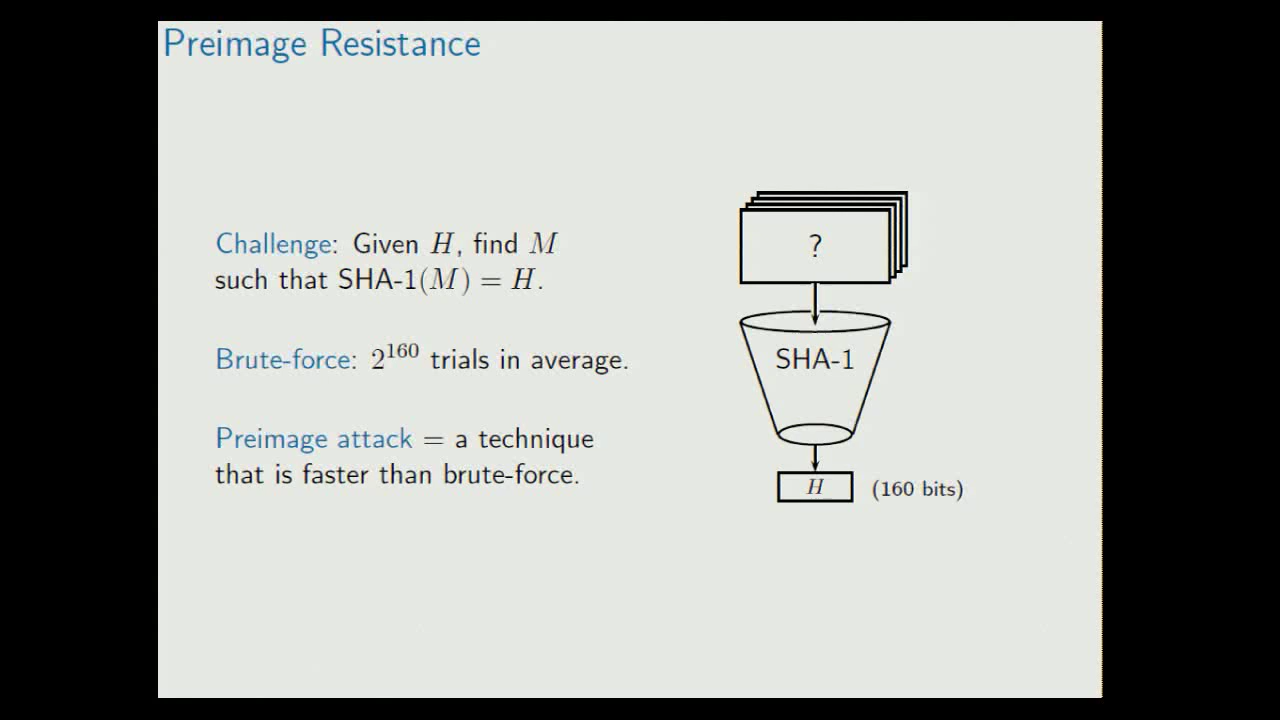 Preimage Resistance
Challenge: Given H, find M
such that SHA-1(M) = H.
Brute-force: 2^160 trials in average.
Preimage attack = a technique
that is faster than brute-force.
?
SHA-1
H (160 bits)